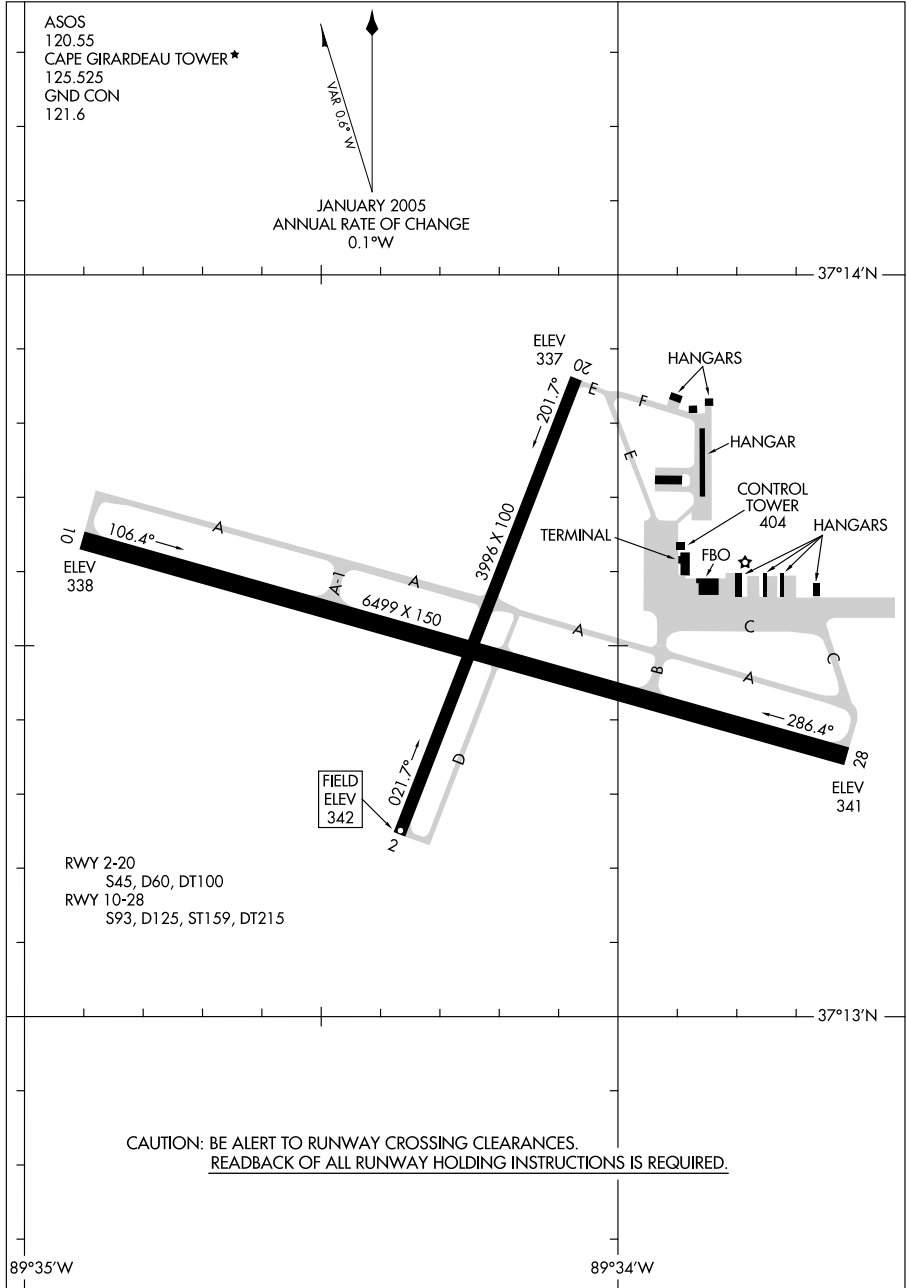 ASOS
120.55
CAPE GIRARDEAU TOWER★
125.525
GND CON
121.6
VAR 0.6° W
JANUARY 2005
ANNUAL RATE OF CHANGE
0.1°W
37°14'N
ELEV
337
20
201.7°
HANGARS
E
F
E
HANGAR
CONTROL
TOWER
404
HANGARS
TERMINAL
FBO
3996 X 100
A
10
106.4°
ELEV
338
A-1
A
6499 X 150
A
C
B
A
C
286.4°
28
ELEV
341
D
021.7°
FIELD
ELEV
342
2
RWY 2-20
S45, D60, DT100
RWY 10-28
S93, D125, ST159, DT215
37°13'N
CAUTION: BE ALERT TO RUNWAY CROSSING CLEARANCES.
READBACK OF ALL RUNWAY HOLDING INSTRUCTIONS IS REQUIRED.
89°35'W
89°34'W